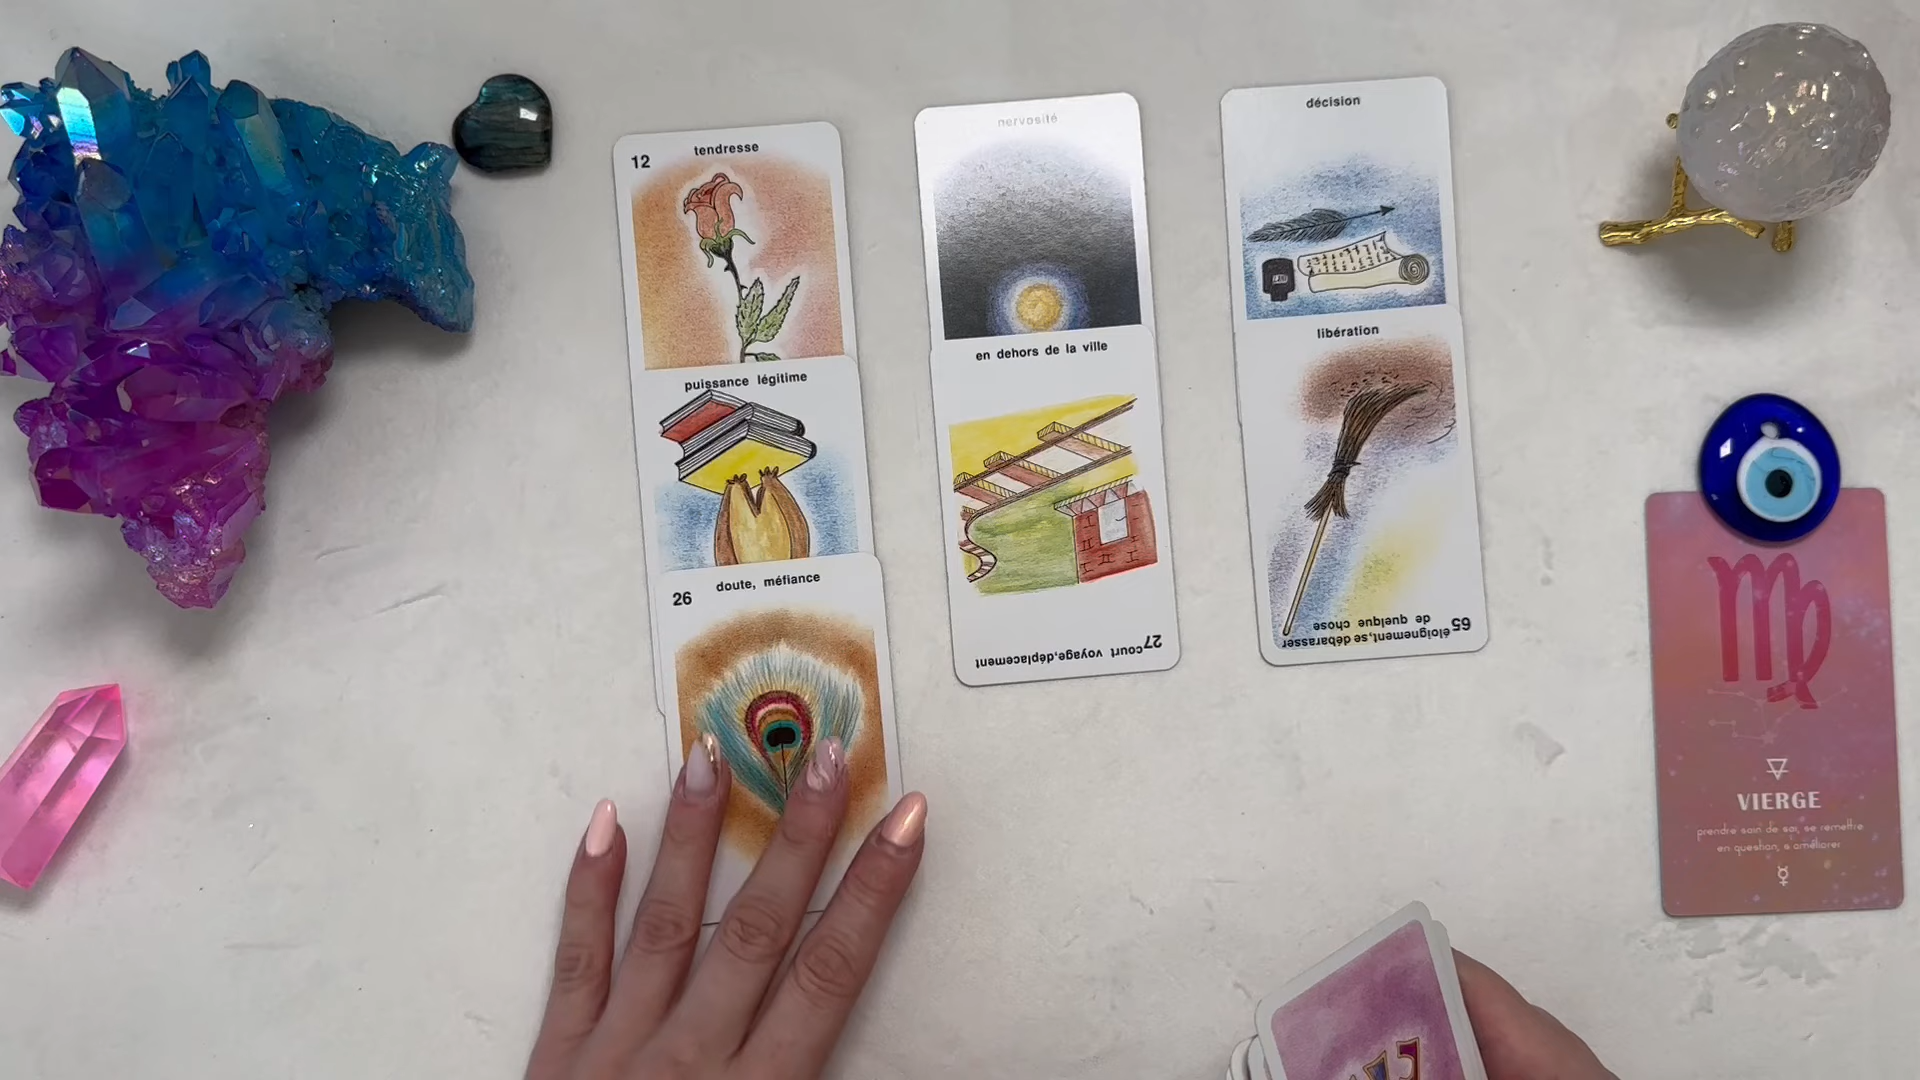 12
tendresse
puissance légitime
26
doute, méfiance
nervosité
en dehors de la ville
27
court voyage,déplacement
décision
libération
65
éloignement,se débarasser
de quelque chose
VIERGE
prendre soin de soi, se remettre
en question, s'améliorer